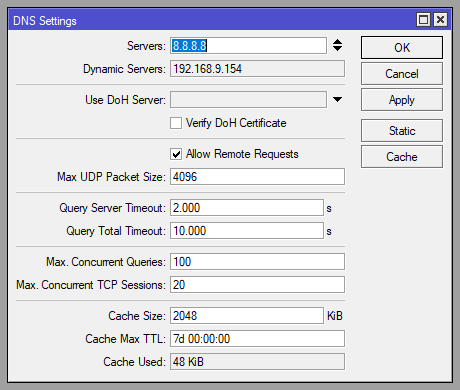 DNS Settings
Servers: 8.8.8.8
OK
Dynamic Servers: 192.168.9.154
Cancel
Use DoH Server:
Apply
Verify DoH Certificate
Static
Allow Remote Requests
Cache
Max UDP Packet Size: 4096
Query Server Timeout: 2.000 s
Query Total Timeout: 10.000 s
Max. Concurrent Queries: 100
Max. Concurrent TCP Sessions: 20
Cache Size: 2048 KiB
Cache Max TTL: 7d 00:00:00
Cache Used: 48 KiB